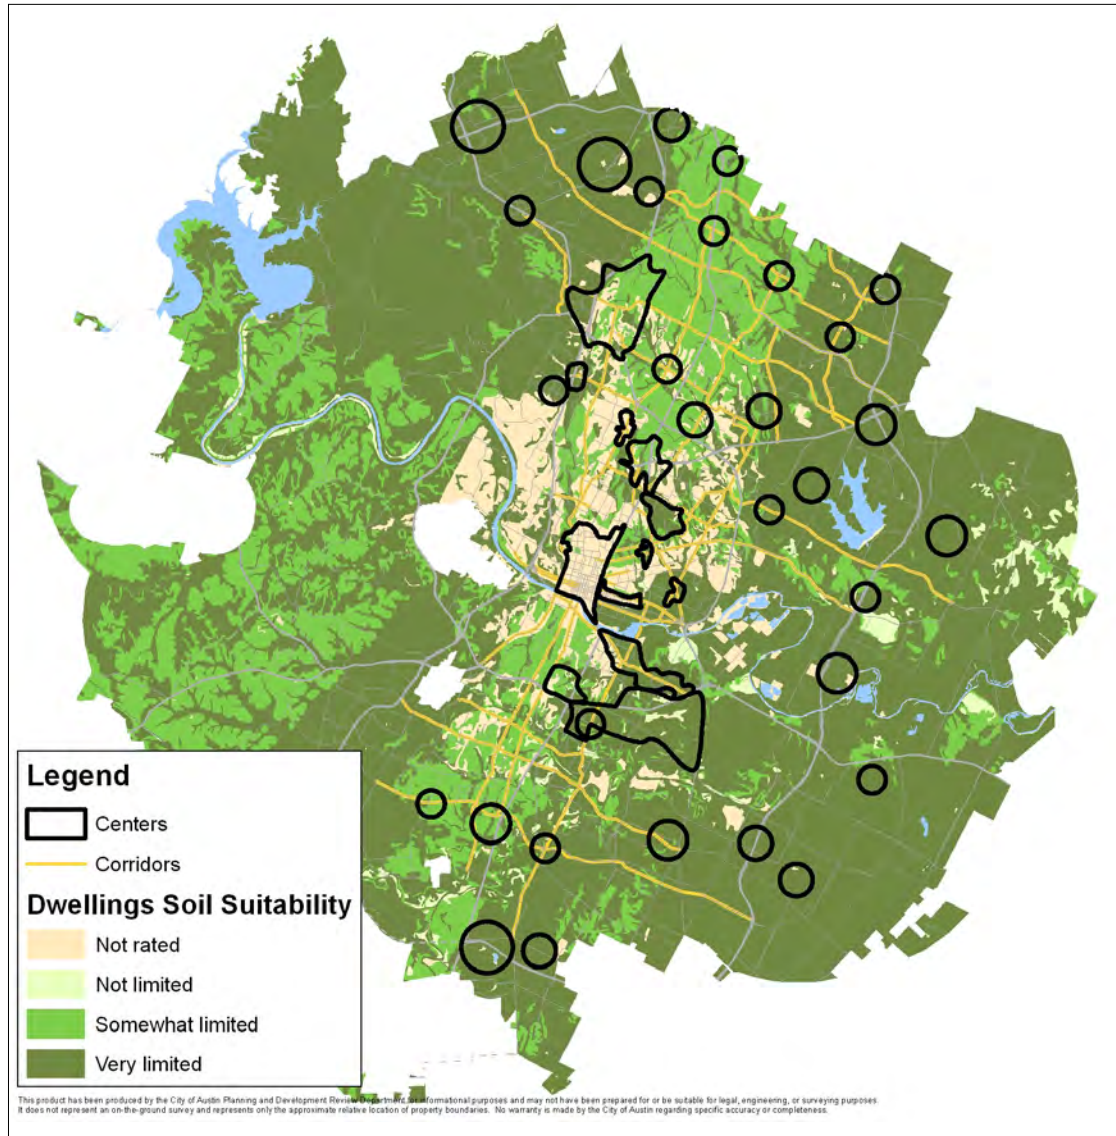 Legend
Centers
Corridors
Dwellings Soil Suitability
Not rated
Not limited
Somewhat limited
Very limited
This product has been produced by the City of Austin Planning and Development Review Department for informational purposes and may not have been prepared for or be suitable for legal, engineering, or surveying purposes.
It does not represent an on-the-ground survey and represents only the approximate relative location of property boundaries. No warranty is made by the City of Austin regarding specific accuracy or completeness.